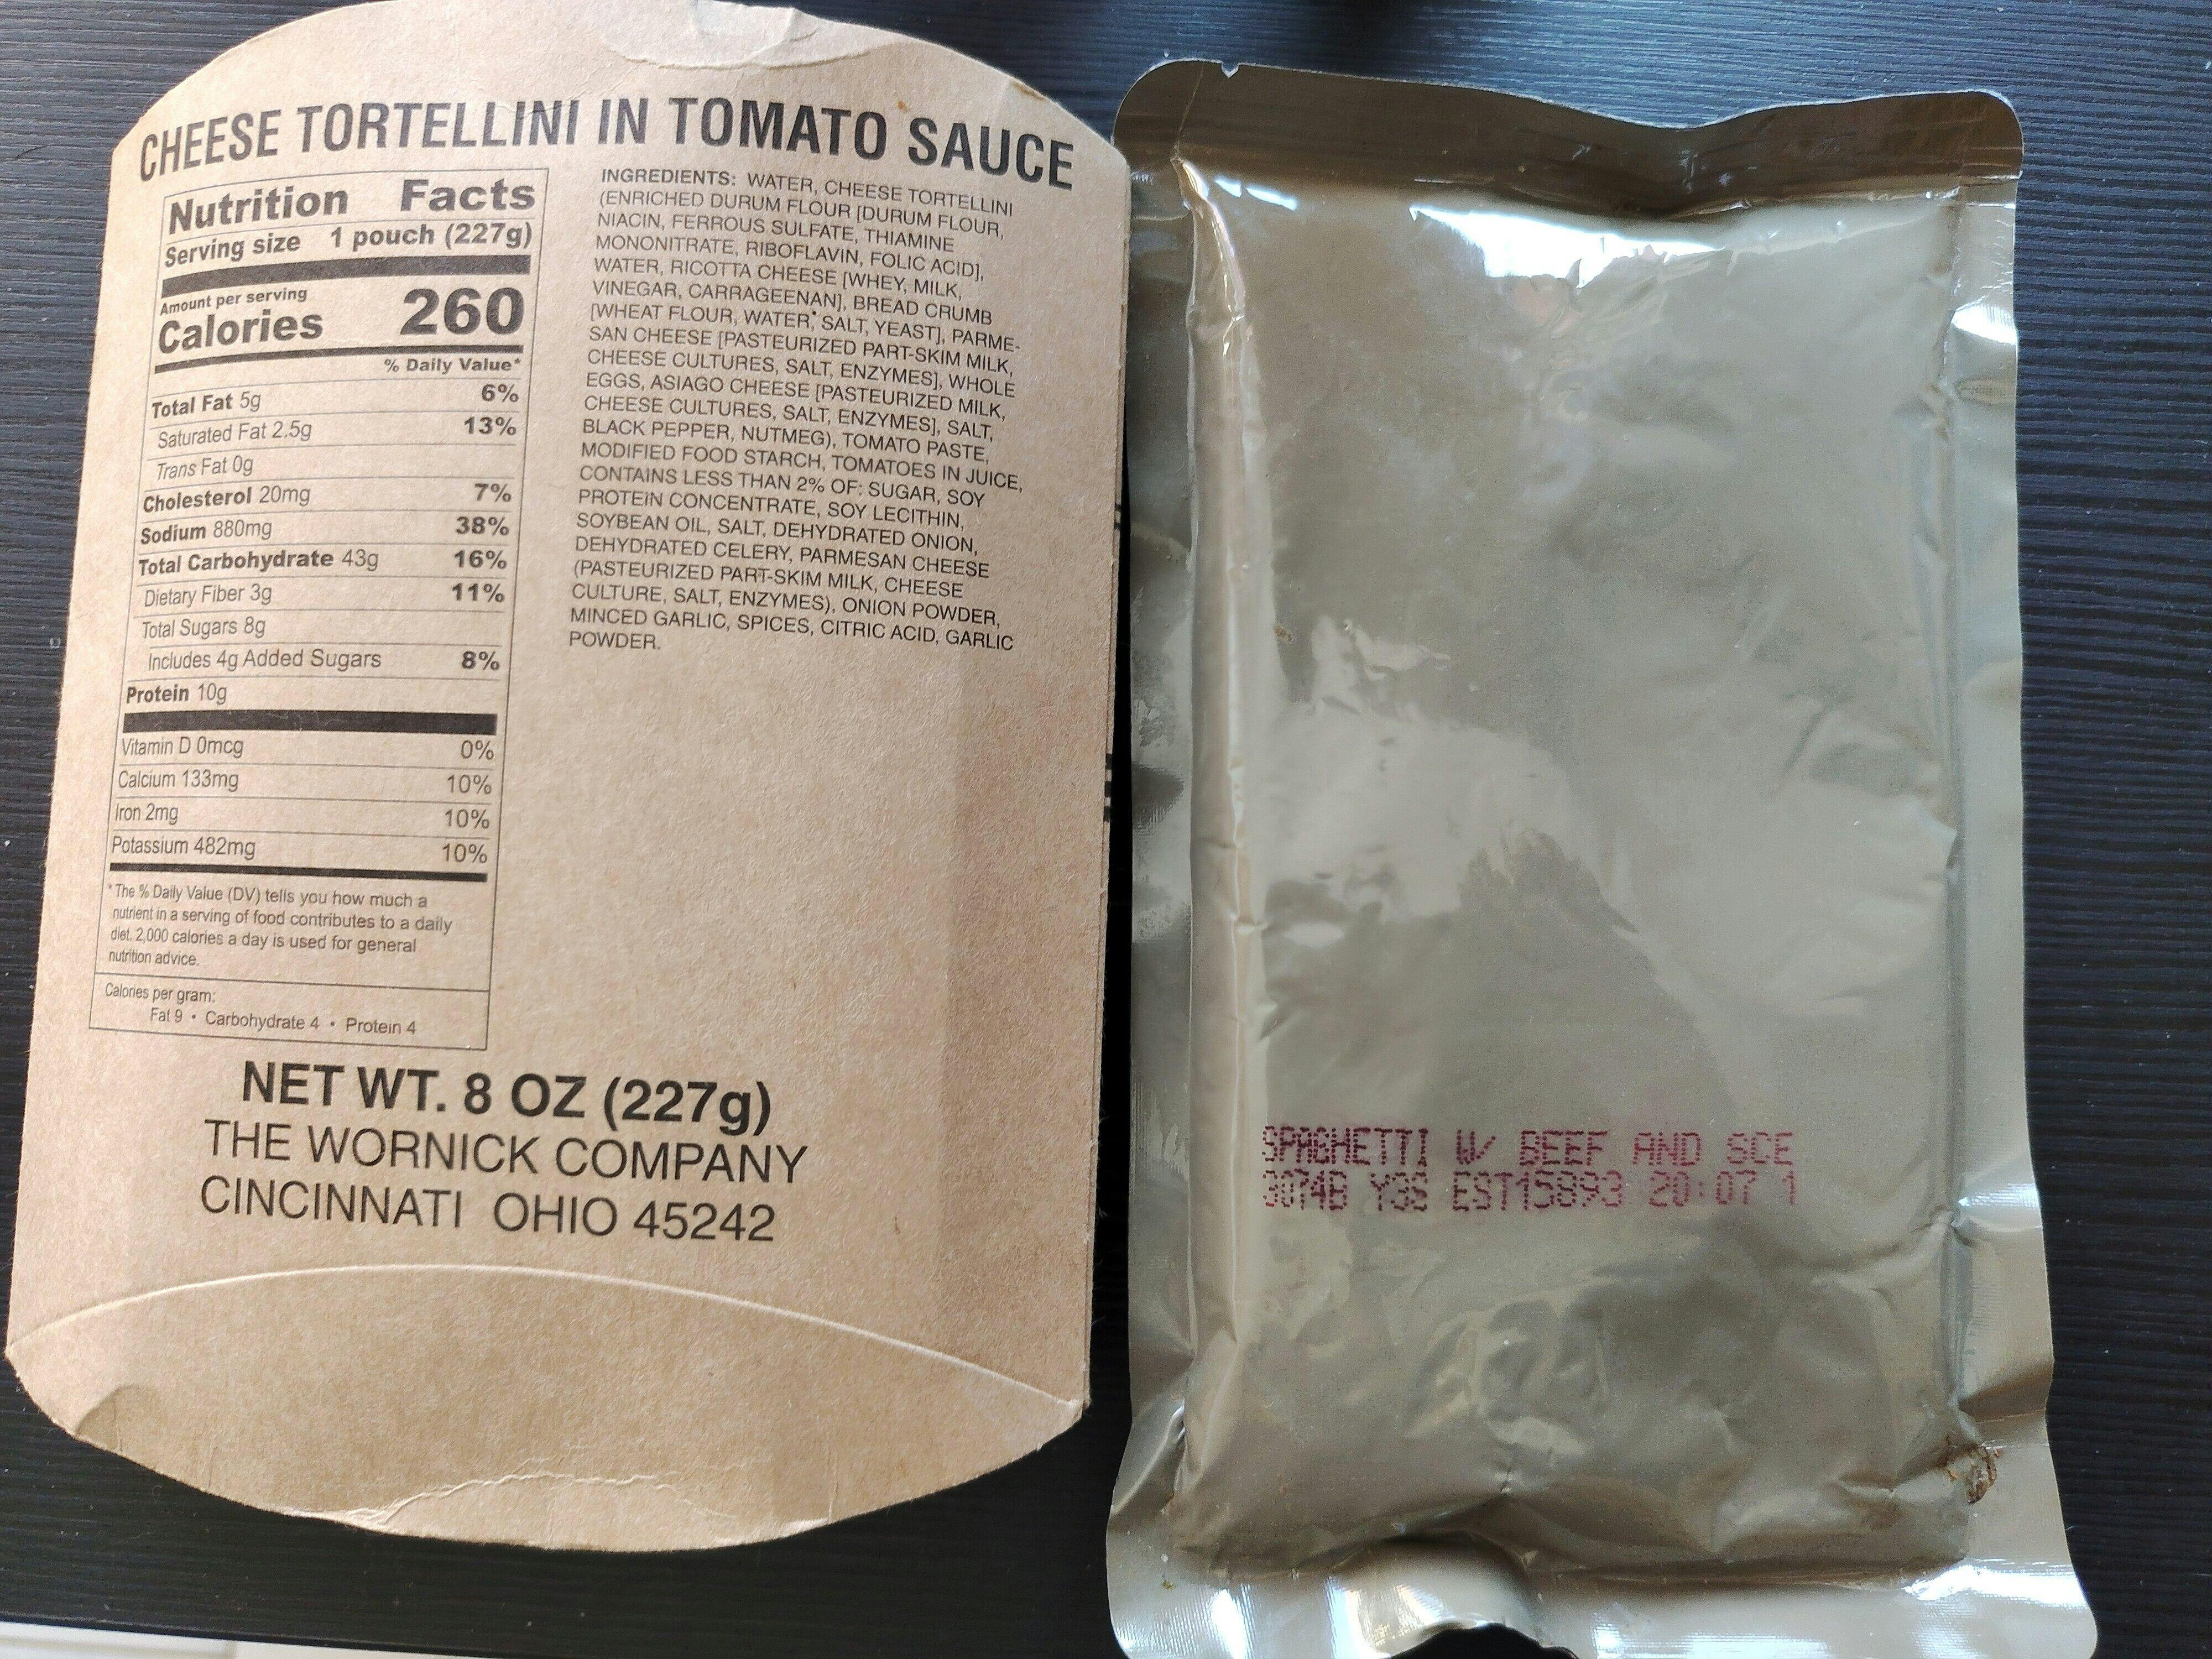 CHEESE TORTELLINI IN TOMATO SAUCE
Nutrition Facts
Serving size 1 pouch (227g)
Amount per serving
Calories 260
% Daily Value*
Total Fat 5g 6%
Saturated Fat 2.5g 13%
Trans Fat 0g
Cholesterol 20mg 7%
Sodium 880mg 38%
Total Carbohydrate 43g 16%
Dietary Fiber 3g 11%
Total Sugars 8g
Includes 4g Added Sugars 8%
Protein 10g
Vitamin D 0mcg 0%
Calcium 133mg 10%
Iron 2mg 10%
Potassium 482mg 10%
*The % Daily Value (DV) tells you how much a
nutrient in a serving of food contributes to a daily
diet. 2,000 calories a day is used for general
nutrition advice.
Calories per gram:
Fat 9 • Carbohydrate 4 • Protein 4
INGREDIENTS: WATER, CHEESE TORTELLINI
(ENRICHED DURUM FLOUR [DURUM FLOUR,
NIACIN, FERROUS SULFATE, THIAMINE
MONONITRATE, RIBOFLAVIN, FOLIC ACID],
WATER, RICOTTA CHEESE [WHEY, MILK,
VINEGAR, CARRAGEENAN], BREAD CRUMB
[WHEAT FLOUR, WATER, SALT, YEAST], PARME-
SAN CHEESE [PASTEURIZED PART-SKIM MILK,
CHEESE CULTURES, SALT, ENZYMES], WHOLE
EGGS, ASIAGO CHEESE [PASTEURIZED MILK,
CHEESE CULTURES, SALT, ENZYMES], SALT,
BLACK PEPPER, NUTMEG), TOMATO PASTE,
MODIFIED FOOD STARCH, TOMATOES IN JUICE,
CONTAINS LESS THAN 2% OF: SUGAR, SOY
PROTEIN CONCENTRATE, SOY LECITHIN,
SOYBEAN OIL, SALT, DEHYDRATED ONION,
DEHYDRATED CELERY, PARMESAN CHEESE
(PASTEURIZED PART-SKIM MILK, CHEESE
CULTURE, SALT, ENZYMES), ONION POWDER,
MINCED GARLIC, SPICES, CITRIC ACID, GARLIC
POWDER.
NET WT. 8 OZ (227g)
THE WORNICK COMPANY
CINCINNATI OHIO 45242
SPAGHETTI W/ BEEF AND SCE
3074B Y3S EST15893 20:07 1